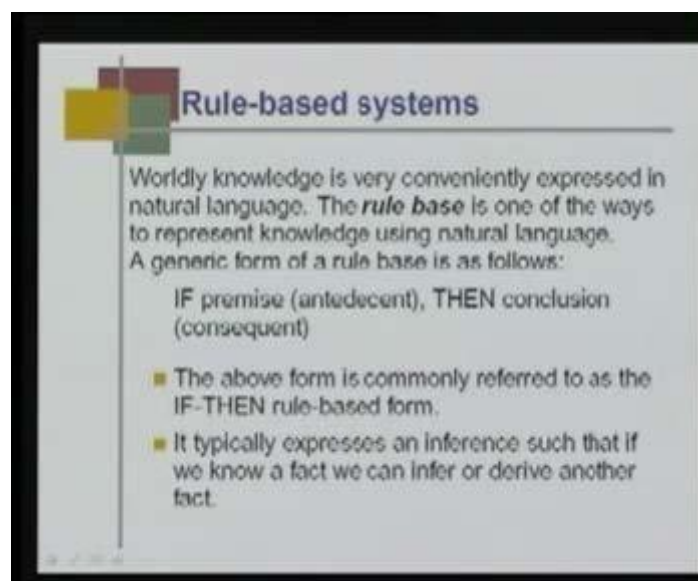 Rule-based systems
Worldly knowledge is very conveniently expressed in
natural language. The rule base is one of the ways
to represent knowledge using natural language.
A generic form of a rule base is as follows:
IF premise (antedecent), THEN conclusion
(consequent)
The above form is commonly referred to as the
IF-THEN rule-based form.
It typically expresses an inference such that if
we know a fact we can infer or derive another
fact.